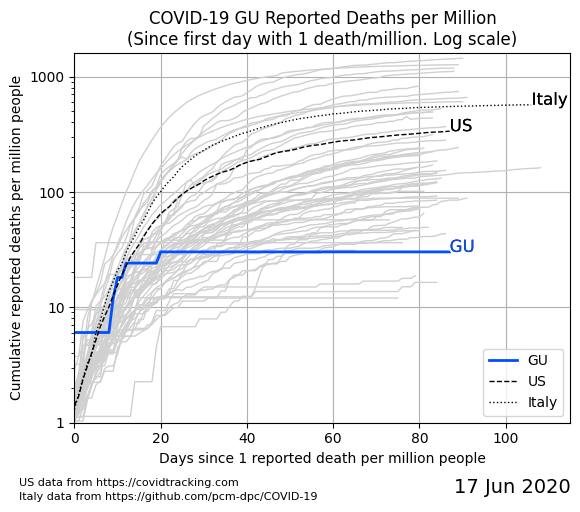 COVID-19 GU Reported Deaths per Million
(Since first day with 1 death/million. Log scale)
Cumulative reported deaths per million people
1000
100
10
1
Italy
US
GU
GU
US
Italy
0 20 40 60 80 100
Days since 1 reported death per million people
US data from https://covidtracking.com
Italy data from https://github.com/pcm-dpc/COVID-19
17 Jun 2020